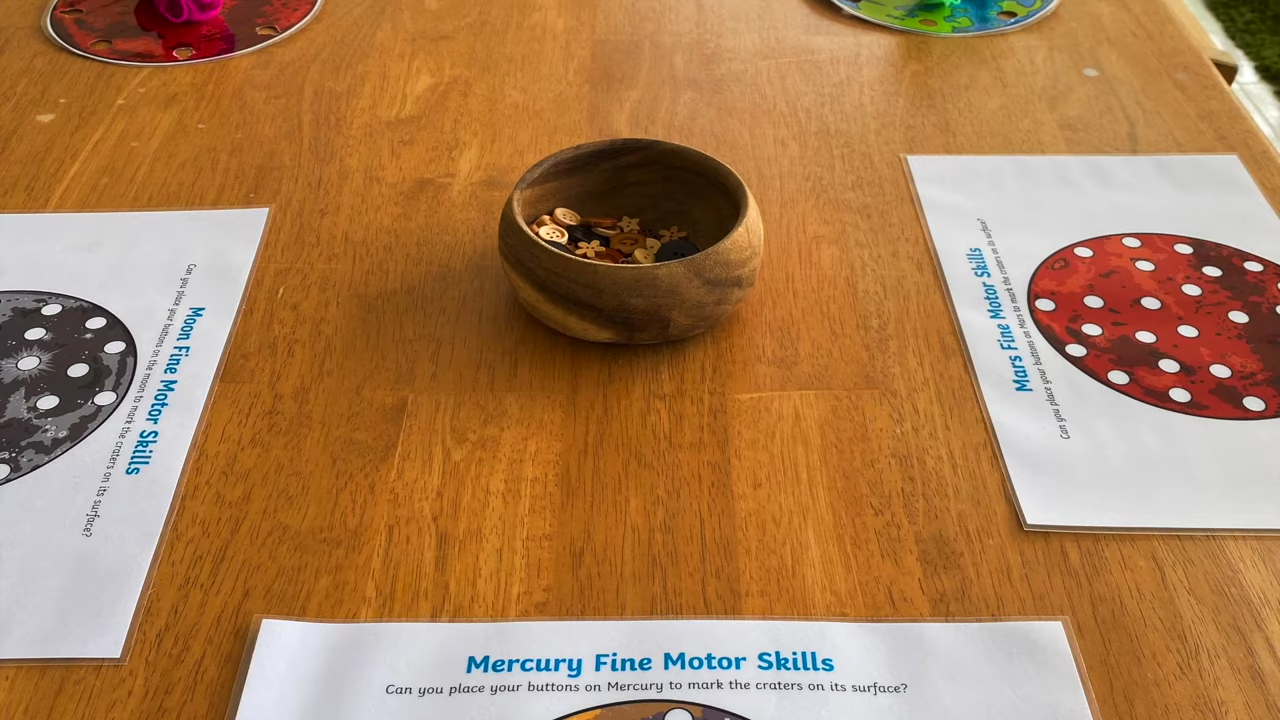 Moon Fine Motor Skills
Can you place your buttons on the moon to mark the craters on its surface?
Mars Fine Motor Skills
Can you place your buttons on Mars to mark the craters on its surface?
Mercury Fine Motor Skills
Can you place your buttons on Mercury to mark the craters on its surface?